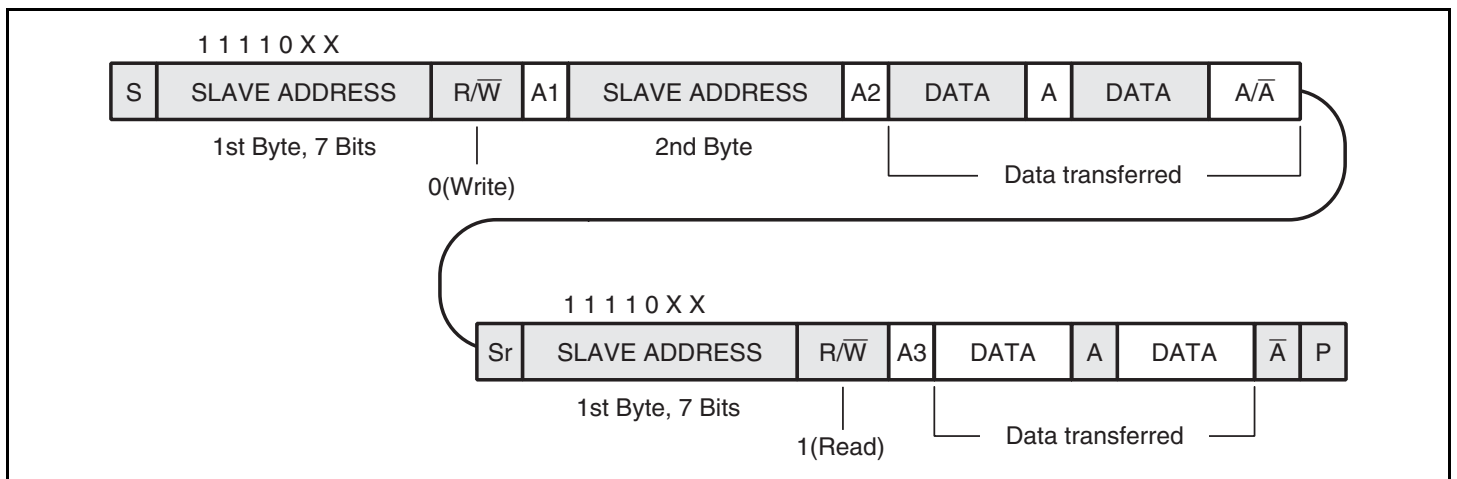 1 1 1 1 0 X X
S SLAVE ADDRESS R/W̅ A1 SLAVE ADDRESS A2 DATA A DATA A/A̅
1st Byte, 7 Bits 2nd Byte
Data transferred
0(Write)
1 1 1 1 0 X X
Sr SLAVE ADDRESS R/W̅ A3 DATA A DATA A̅ P
1st Byte, 7 Bits
Data transferred
1(Read)